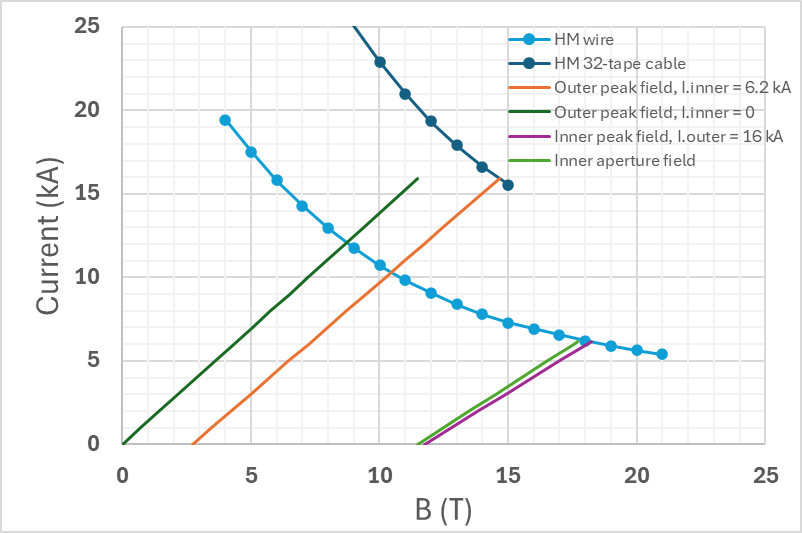 25
20
15
10
5
0
Current (kA)
HM wire
HM 32-tape cable
Outer peak field, I.inner = 6.2 kA
Outer peak field, I.inner = 0
Inner peak field, I.outer = 16 kA
Inner aperture field
0 5 10 15 20 25
B (T)